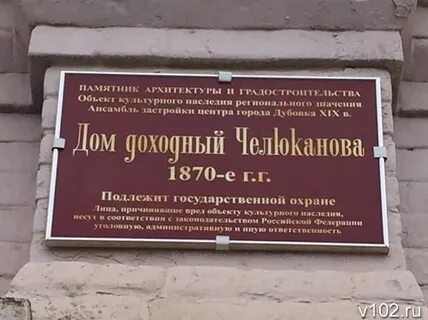 ПАМЯТНИК АРХИТЕКТУРЫ И ГРАДОСТРОИТЕЛЬСТВА
Объект культурного наследия регионального значения
Ансамбль застройки центра города Дубовка XIX в.
Дом доходный Челюканова
1870-е г.г.
Подлежит государственной охране
Лица, причинившие вред объекту культурного наследия,
несут в соответствии с законодательством Российской Федерации
уголовную, административную и иную ответственность
v102.ru